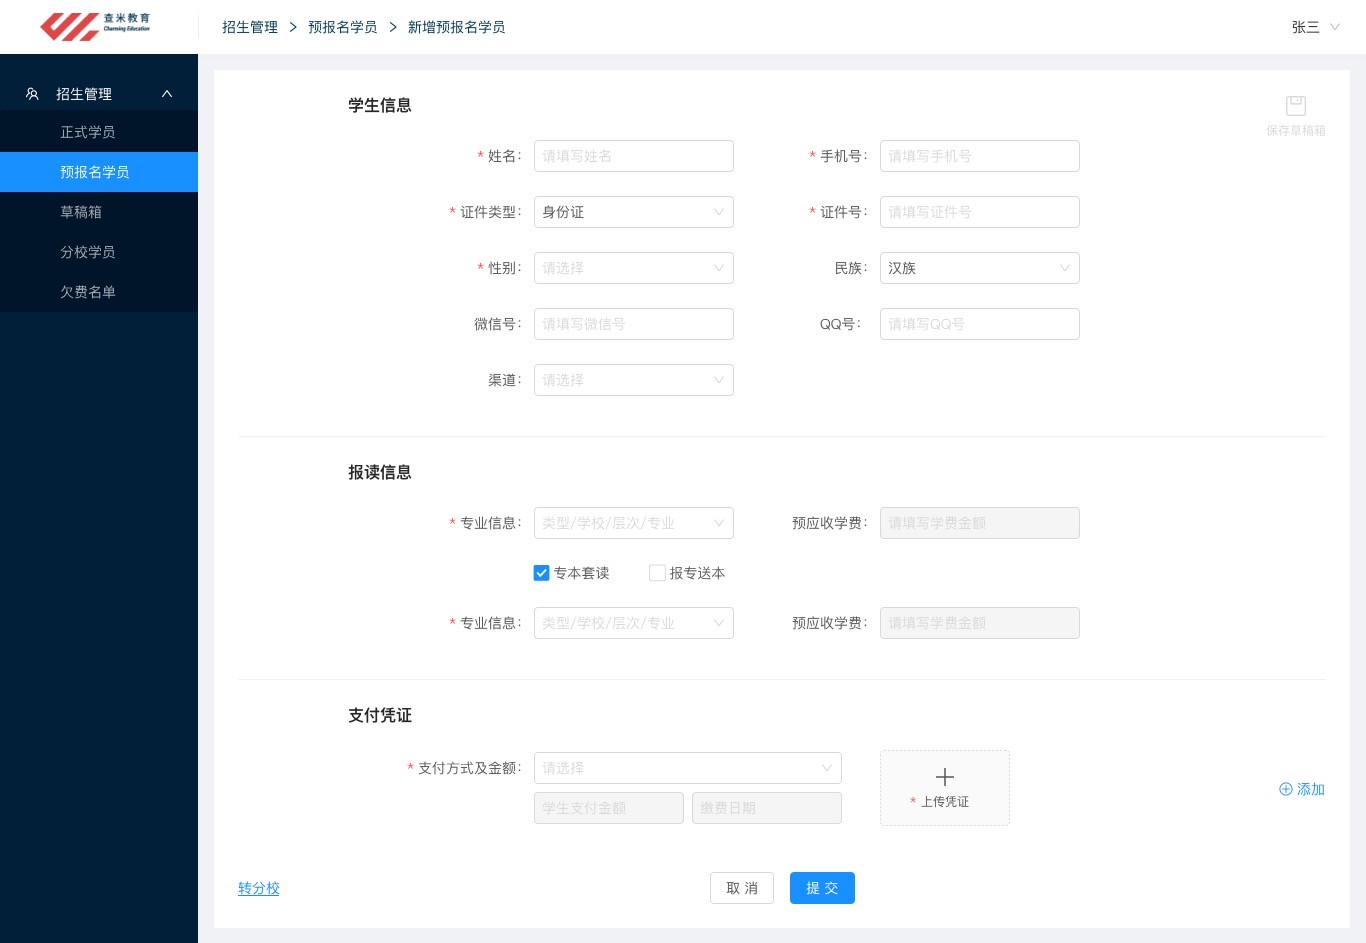 查米教育
Charming Education
招生管理 > 预报名学员 > 新增预报名学员
张三
招生管理
正式学员
预报名学员
草稿箱
分校学员
欠费名单
学生信息
保存草稿箱
* 姓名: 请填写姓名 * 手机号: 请填写手机号
* 证件类型: 身份证 * 证件号: 请填写证件号
* 性别: 请选择 民族: 汉族
微信号: 请填写微信号 QQ号: 请填写QQ号
渠道: 请选择
报读信息
* 专业信息: 类型/学校/层次/专业 预应收学费: 请填写学费金额
专本套读 报专送本
* 专业信息: 类型/学校/层次/专业 预应收学费: 请填写学费金额
支付凭证
* 支付方式及金额: 请选择
学生支付金额 缴费日期
* 上传凭证
添加
转分校
取 消 提 交